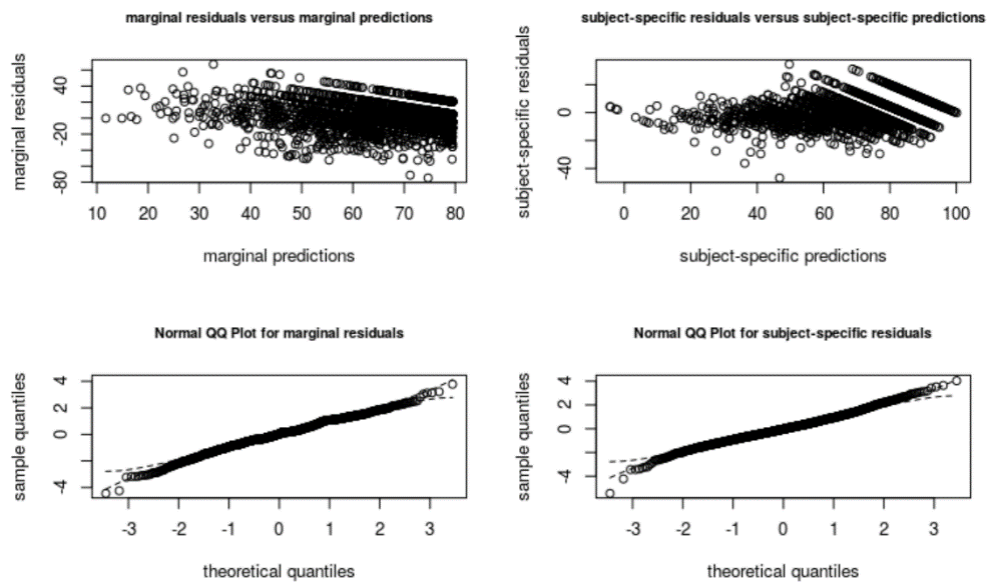 marginal residuals versus marginal predictions
marginal residuals
40
-20
-80
10 20 30 40 50 60 70 80
marginal predictions
subject-specific residuals versus subject-specific predictions
subject-specific residuals
0
-40
0 20 40 60 80 100
subject-specific predictions
Normal QQ Plot for marginal residuals
sample quantiles
4
2
0
-4
-3 -2 -1 0 1 2 3
theoretical quantiles
Normal QQ Plot for subject-specific residuals
sample quantiles
4
2
0
-4
-3 -2 -1 0 1 2 3
theoretical quantiles